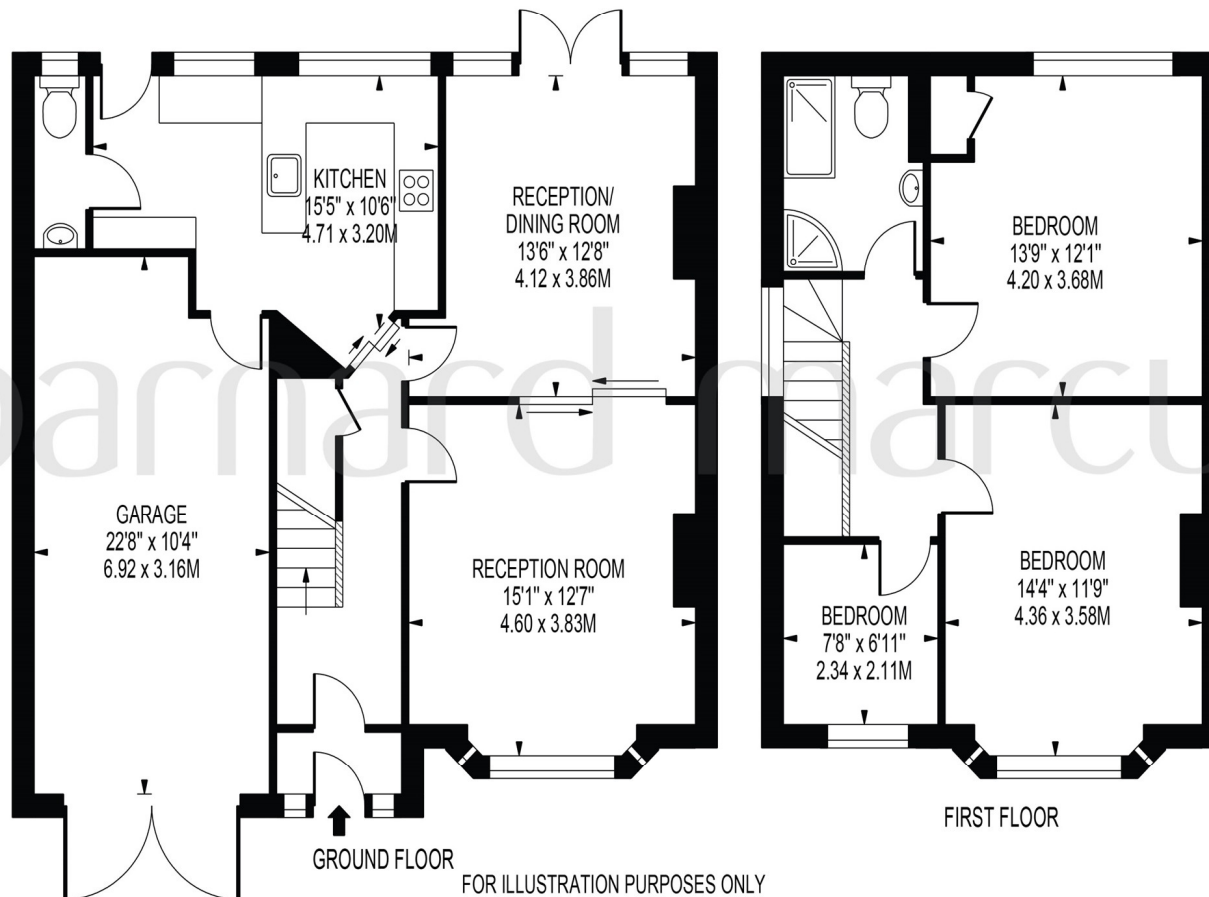 KITCHEN
15'5" x 10'6"
4.71 x 3.20M
RECEPTION/
DINING ROOM
13'6" x 12'8"
4.12 x 3.86M
BEDROOM
13'9" x 12'1"
4.20 x 3.68M
barnard marcu
GARAGE
22'8" x 10'4"
6.92 x 3.16M
RECEPTION ROOM
15'1" x 12'7"
4.60 x 3.83M
BEDROOM
7'8" x 6'11"
2.34 x 2.11M
BEDROOM
14'4" x 11'9"
4.36 x 3.58M
GROUND FLOOR
FIRST FLOOR
FOR ILLUSTRATION PURPOSES ONLY